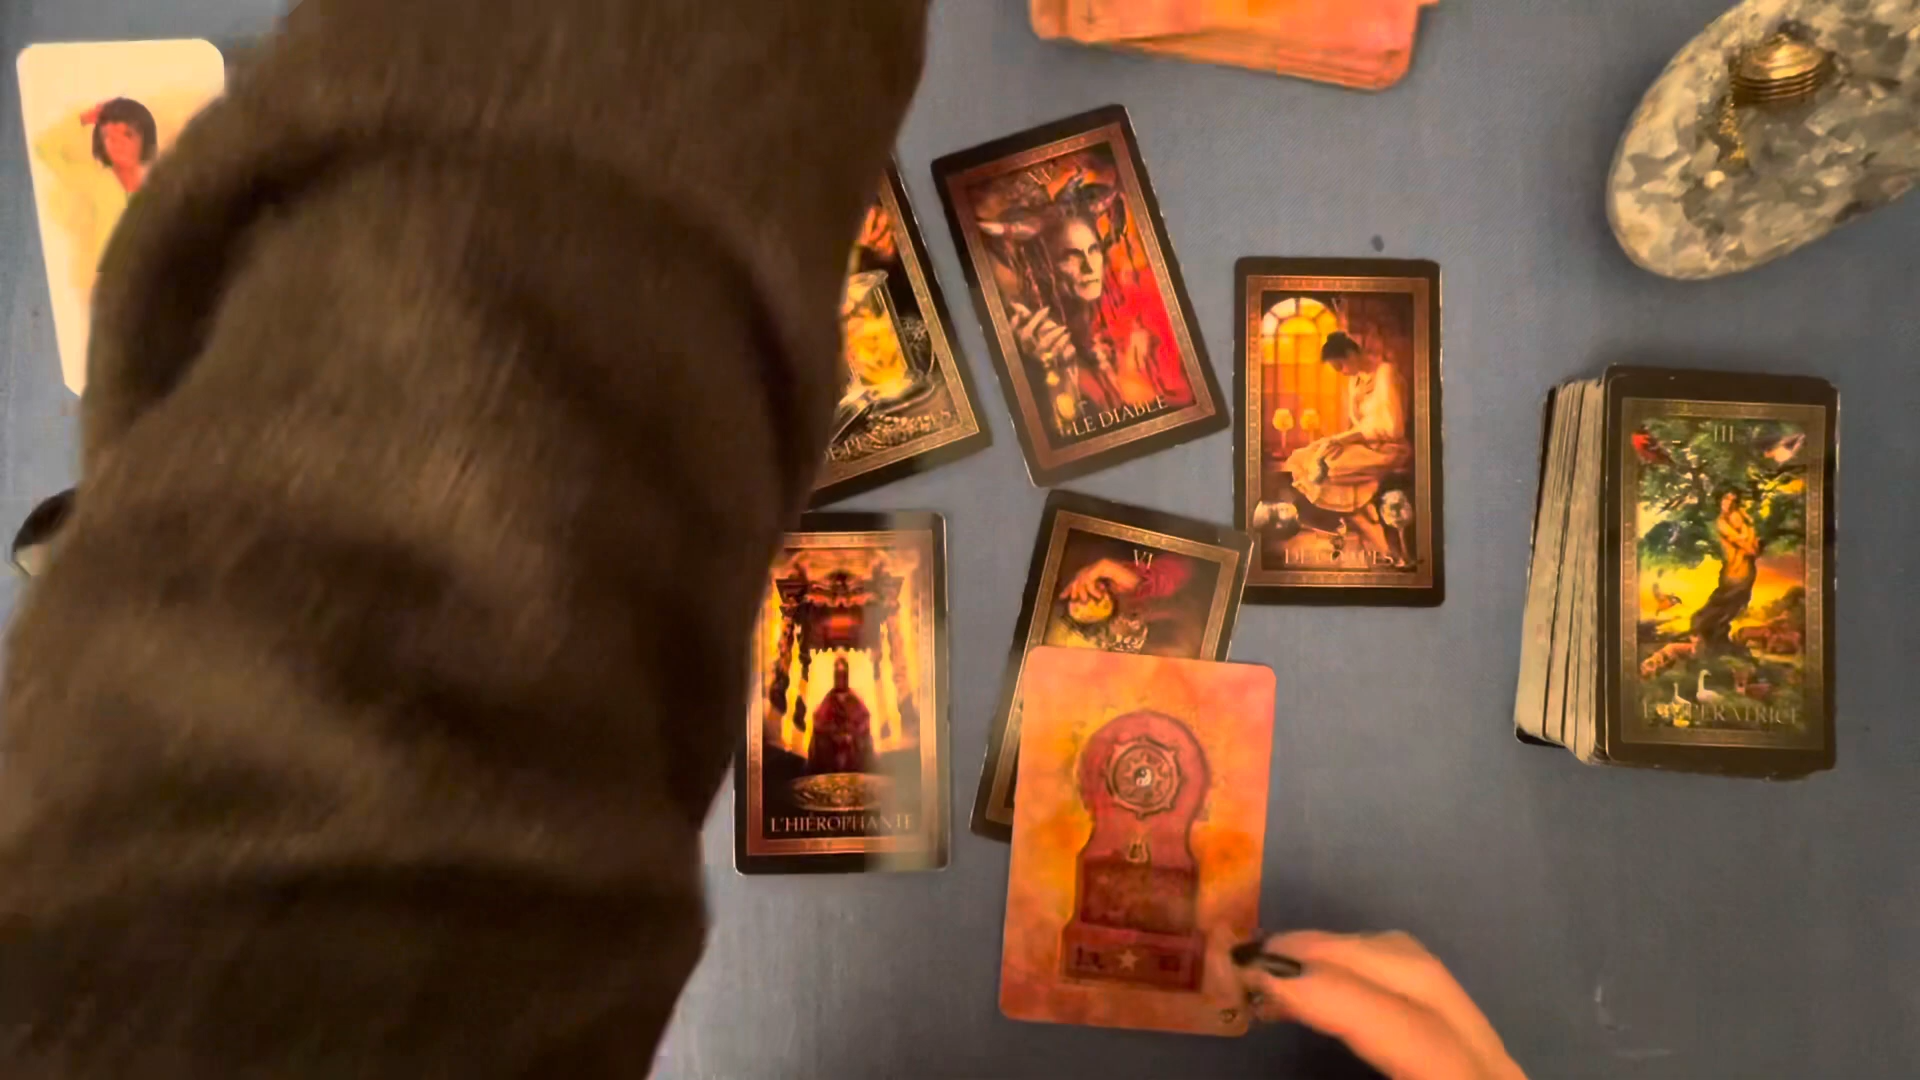 XV
LE DIABLE
V
DE COUPES
III
L'IMPÉRATRICE
VI
L'HIÉROPHANTE